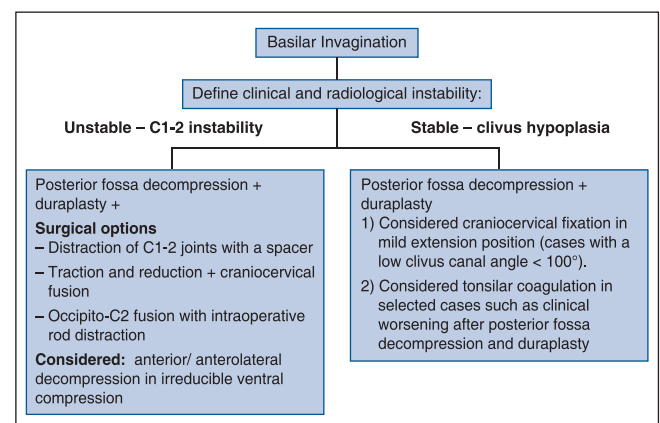 Basilar Invagination
Define clinical and radiological instability:
Unstable – C1-2 instability
Stable – clivus hypoplasia
Posterior fossa decompression +
duraplasty +
Surgical options
– Distraction of C1-2 joints with a spacer
– Traction and reduction + craniocervical
fusion
– Occipito-C2 fusion with intraoperative
rod distraction
Considered: anterior/ anterolateral
decompression in irreducible ventral
compression
Posterior fossa decompression +
duraplasty
1) Considered craniocervical fixation in
mild extension position (cases with a
low clivus canal angle < 100°).
2) Considered tonsilar coagulation in
selected cases such as clinical
worsening after posterior fossa
decompression and duraplasty